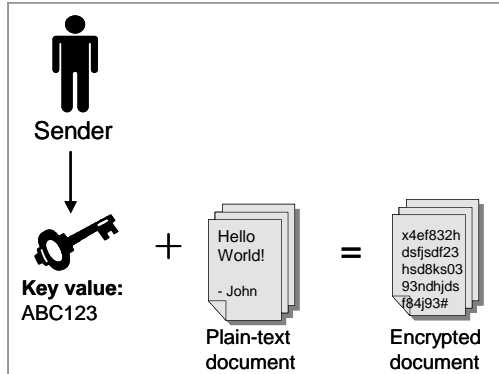 Sender
Key value:
ABC123
+
Hello
World!
- John
Plain-text
document
=
x4ef832h
dsfjsdf23
hsd8ks03
93ndhjds
f84j93#
Encrypted
document